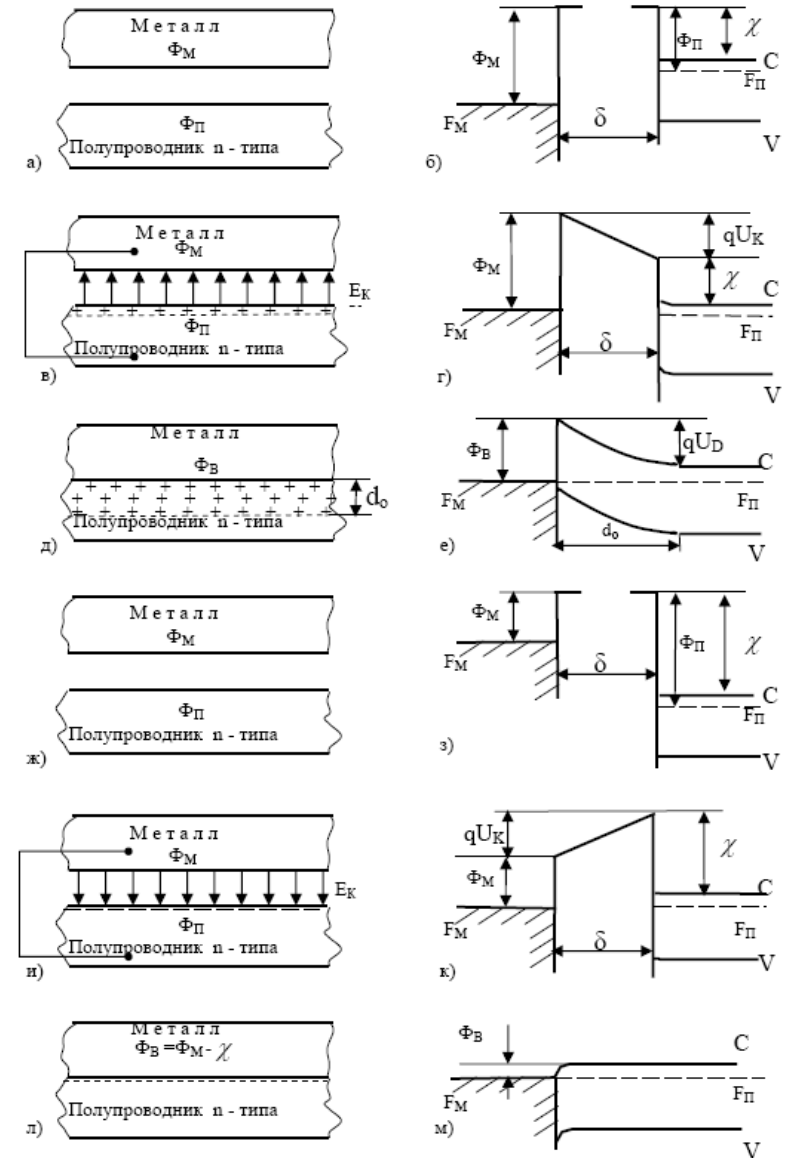 Металл
Φм
Φп
Полупроводник n - типа
а)
Φм
Φп
χ
C
Fп
Fм
δ
V
б)
Металл
Φм
Eк
Φп
Полупроводник n - типа
в)
Φм
qUк
χ
C
Fм
Fп
δ
V
г)
Металл
Φв
dо
Полупроводник n - типа
д)
Φв
qUD
C
Fм
Fп
dо
V
е)
Металл
Φм
Φп
Полупроводник n - типа
ж)
Φм
Φп
χ
Fм
δ
C
Fп
V
з)
Металл
Φм
Eк
Φп
Полупроводник n - типа
и)
qUк
χ
Φм
C
Fм
Fп
δ
V
к)
Металл
Φв =Φм- χ
Полупроводник n - типа
л)
Φв
C
Fм
Fп
м)
V